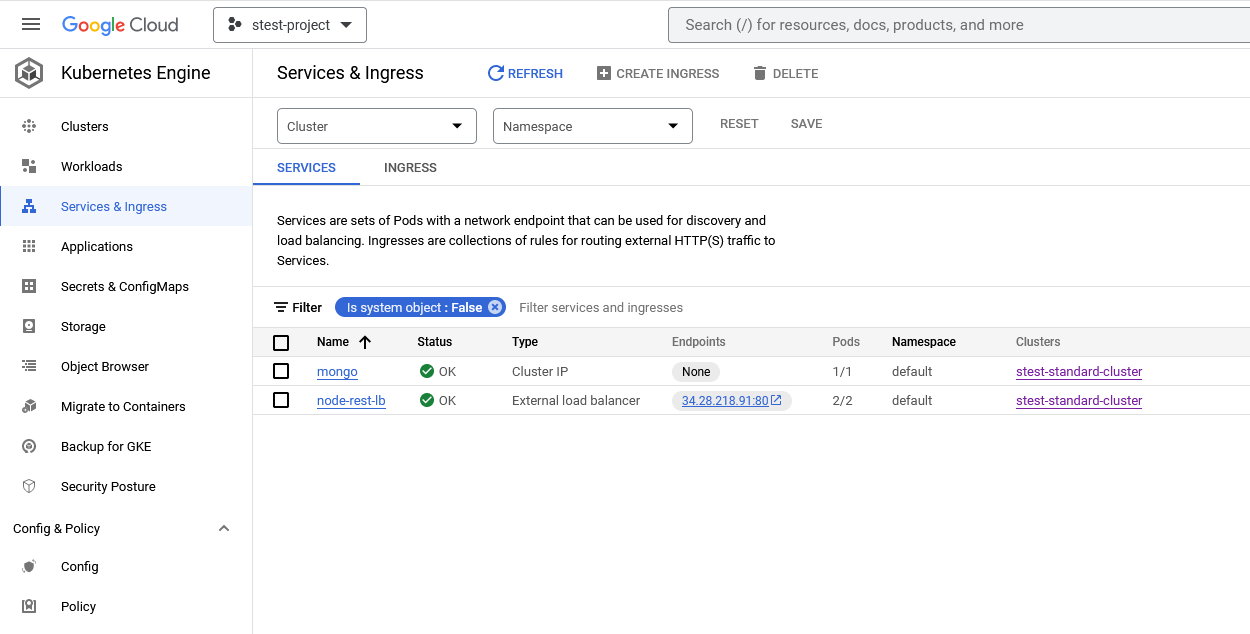 Google Cloud stest-project Search (/) for resources, docs, products, and more
Kubernetes Engine
Clusters
Workloads
Services & Ingress
Applications
Secrets & ConfigMaps
Storage
Object Browser
Migrate to Containers
Backup for GKE
Security Posture
Config & Policy
Config
Policy
Services & Ingress REFRESH CREATE INGRESS DELETE
Cluster Namespace RESET SAVE
SERVICES INGRESS
Services are sets of Pods with a network endpoint that can be used for discovery and
load balancing. Ingresses are collections of rules for routing external HTTP(S) traffic to
Services.
Filter Is system object : False Filter services and ingresses
Name Status Type Endpoints Pods Namespace Clusters
mongo OK Cluster IP None 1/1 default stest-standard-cluster
node-rest-lb OK External load balancer 34.28.218.91:80 2/2 default stest-standard-cluster